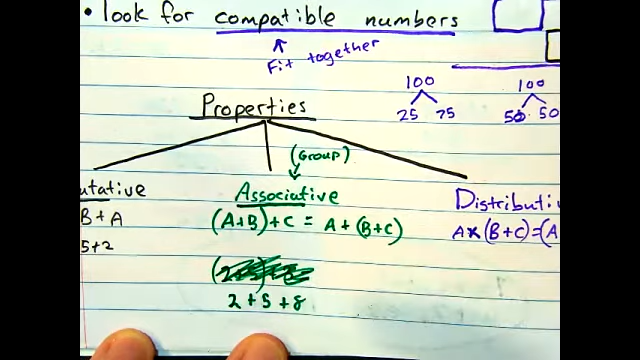 • look for compatible numbers
Fit together
100
25 75
100
50 50
Properties
(Group)
utative
B + A
5+2
Associative
(A+B)+C = A+(B+C)
2 + 5 + 8
Distributi
A x (B+C)=(A